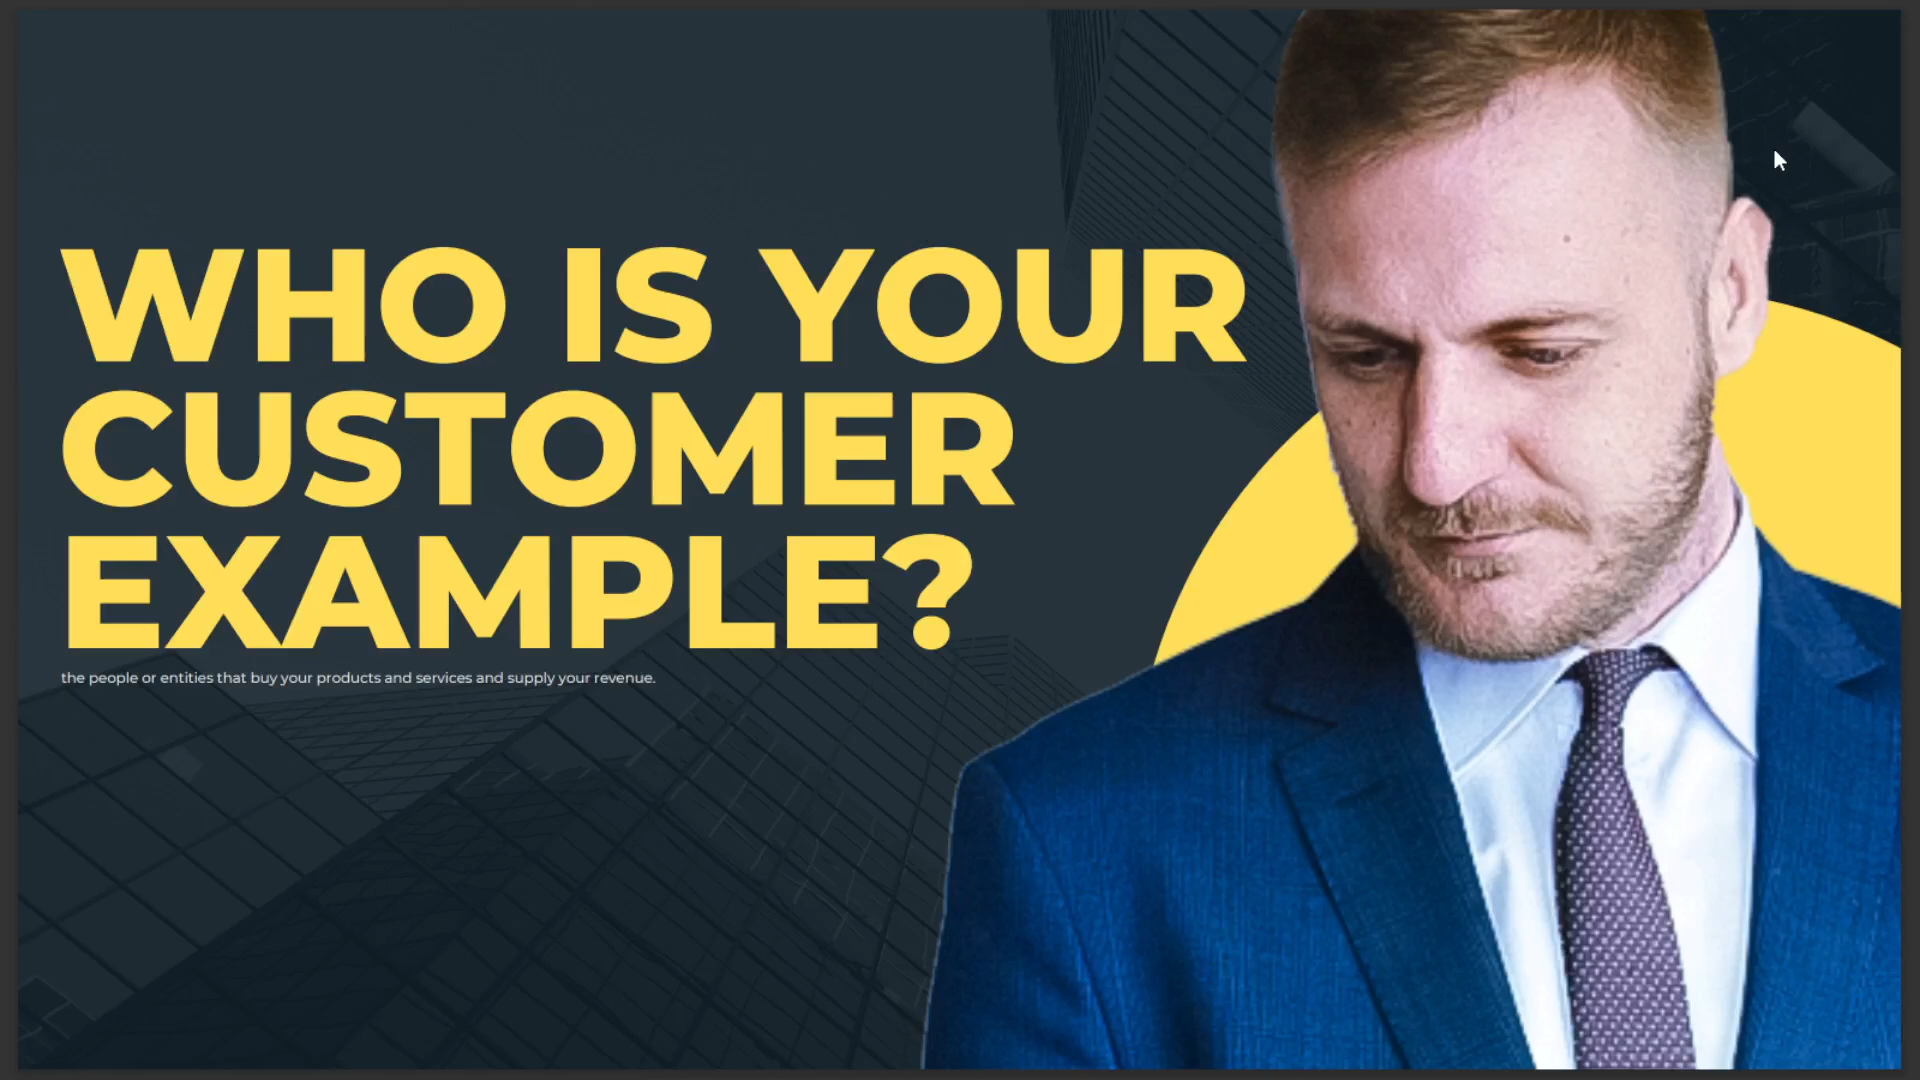 WHO IS YOUR
CUSTOMER
EXAMPLE?
the people or entities that buy your products and services and supply your revenue.